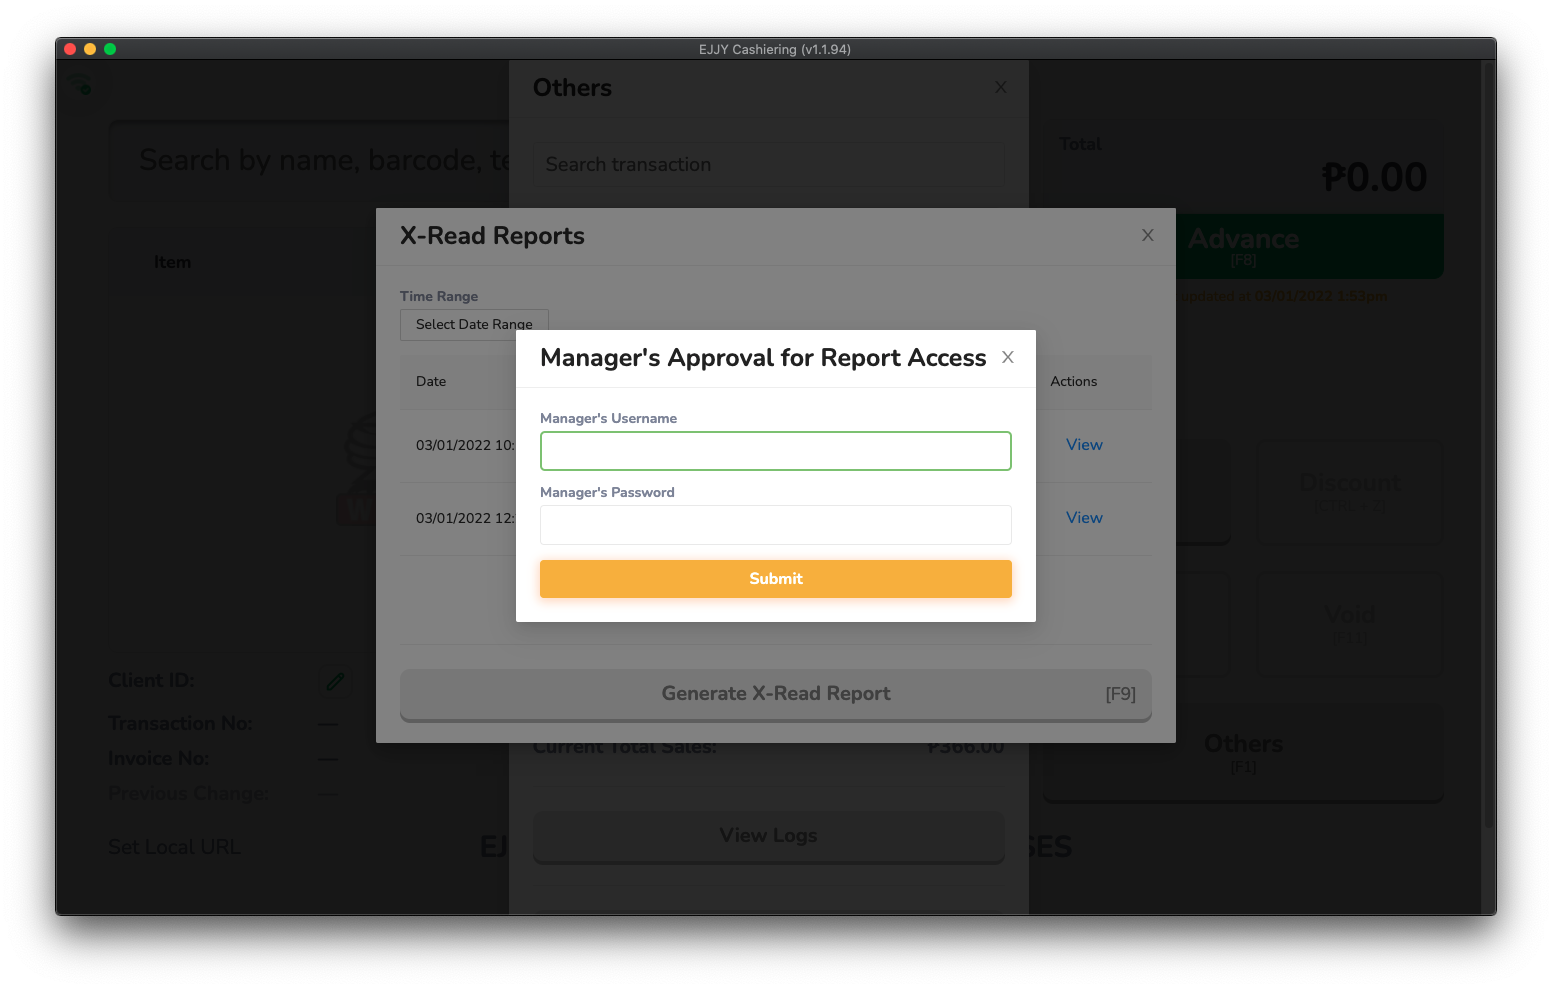 EJJY Cashiering (v1.1.94)
Others
X
Search by name, barcode, te
Search transaction
Total
₱0.00
X-Read Reports
X
Advance
[F8]
Item
Time Range
updated at 03/01/2022 1:53pm
Select Date Range
Manager's Approval for Report Access
X
Date
Actions
Manager's Username
03/01/2022 10:
View
Manager's Password
Discount
03/01/2022 12:
View
Submit
Void
Client ID:
Generate X-Read Report
[F9]
Transaction No:
—
Current Total Sales:
₱366.00
Others
[F1]
Invoice No:
—
Previous Change:
—
View Logs
Set Local URL
EJ
SES